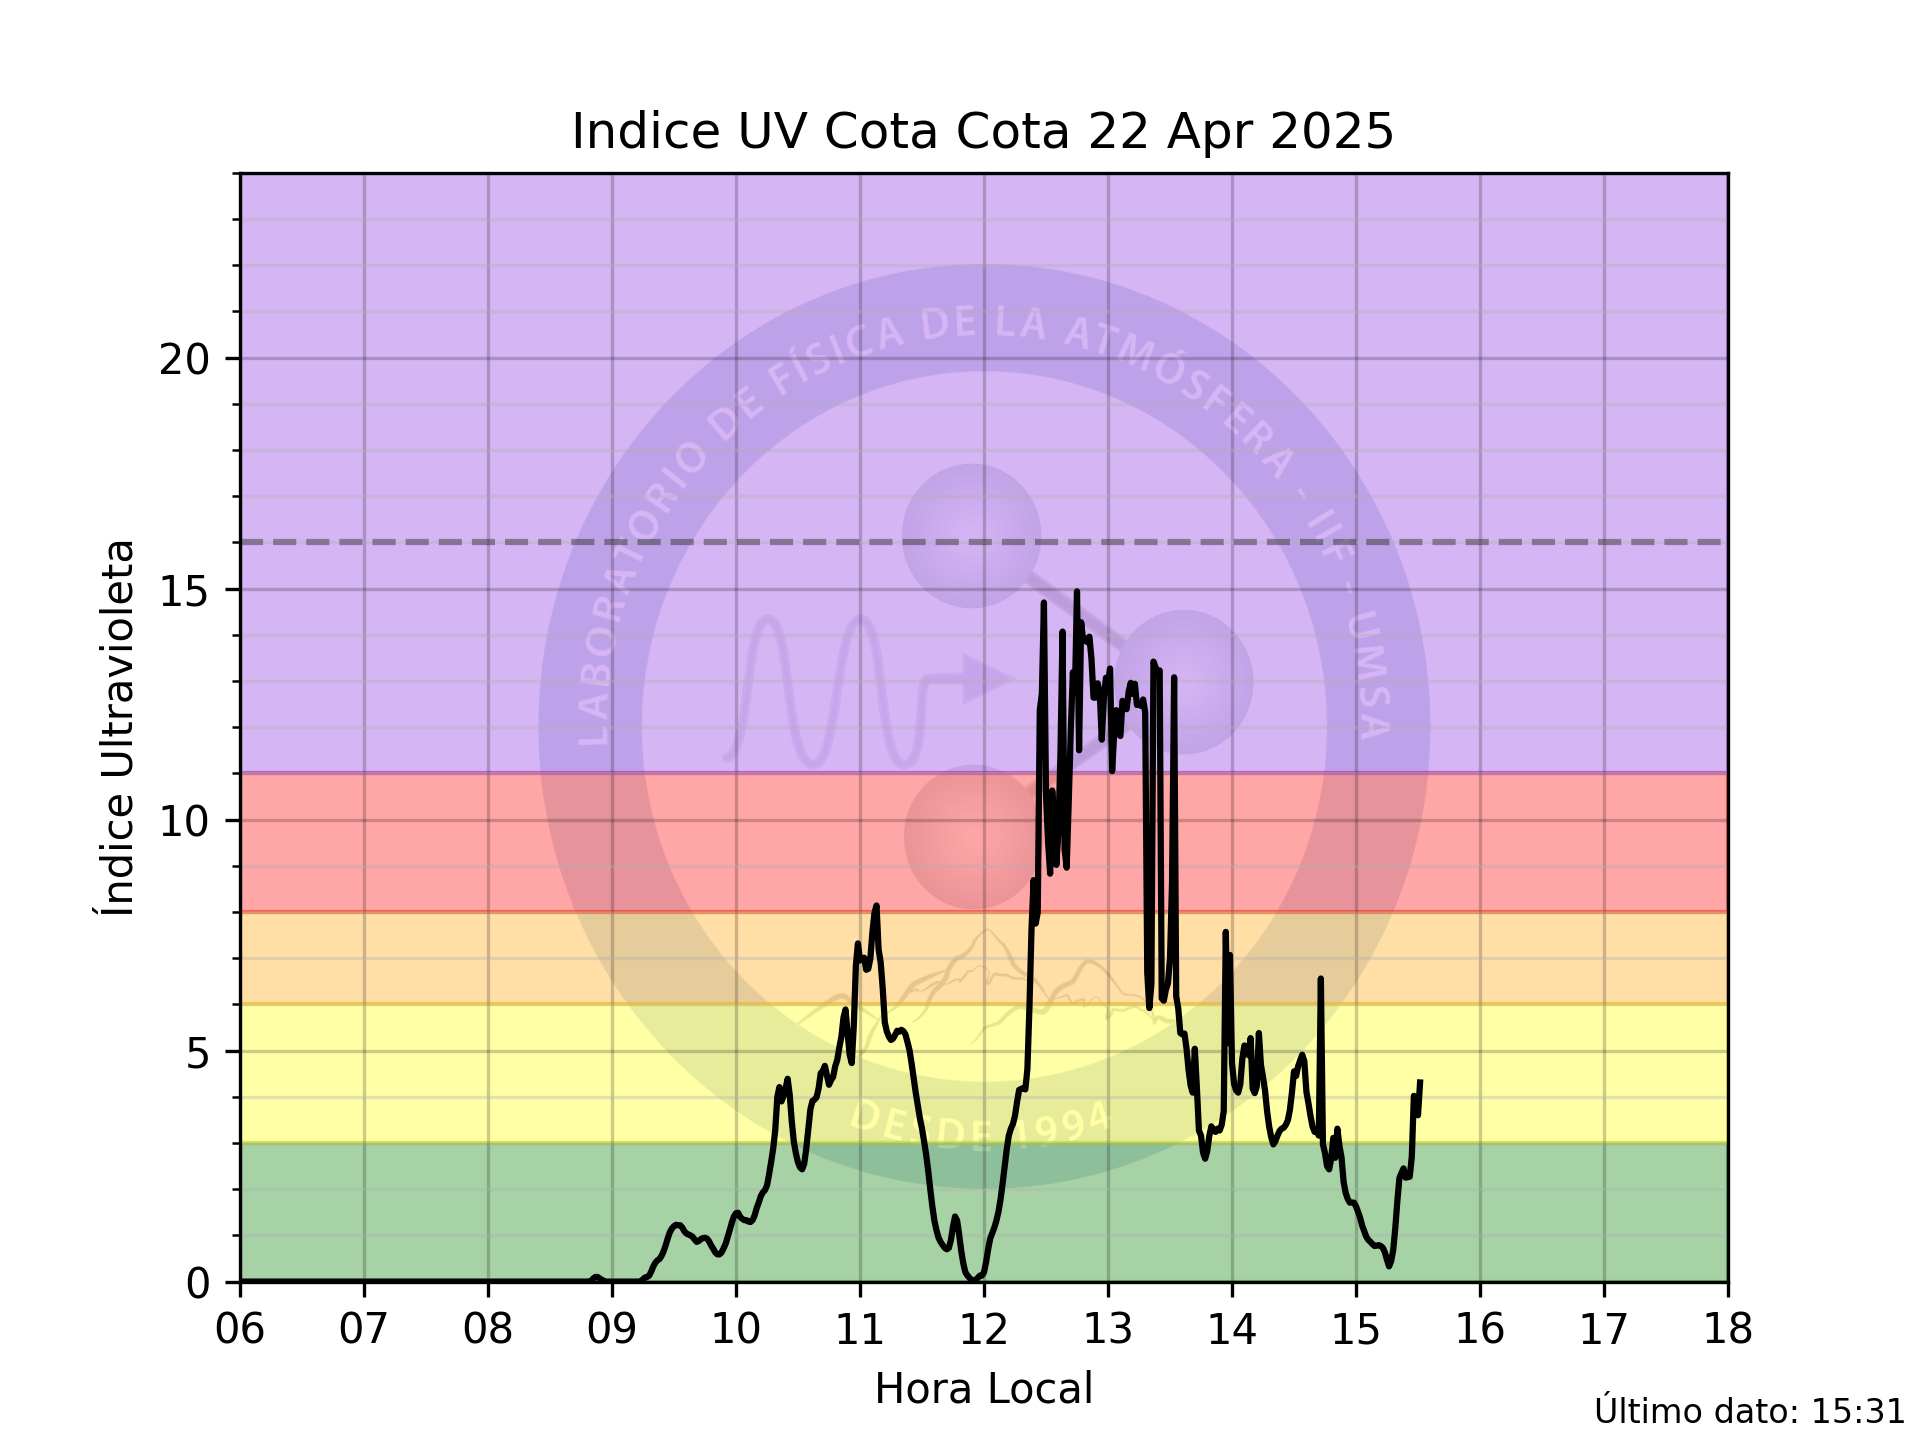 Indice UV Cota Cota 22 Apr 2025
LABORATORIO DE FÍSICA DE LA ATMÓSFERA - IIF - UMSA
DESDE 1994
Índice Ultravioleta
20
15
10
5
0
06 07 08 09 10 11 12 13 14 15 16 17 18
Hora Local
Último dato: 15:31